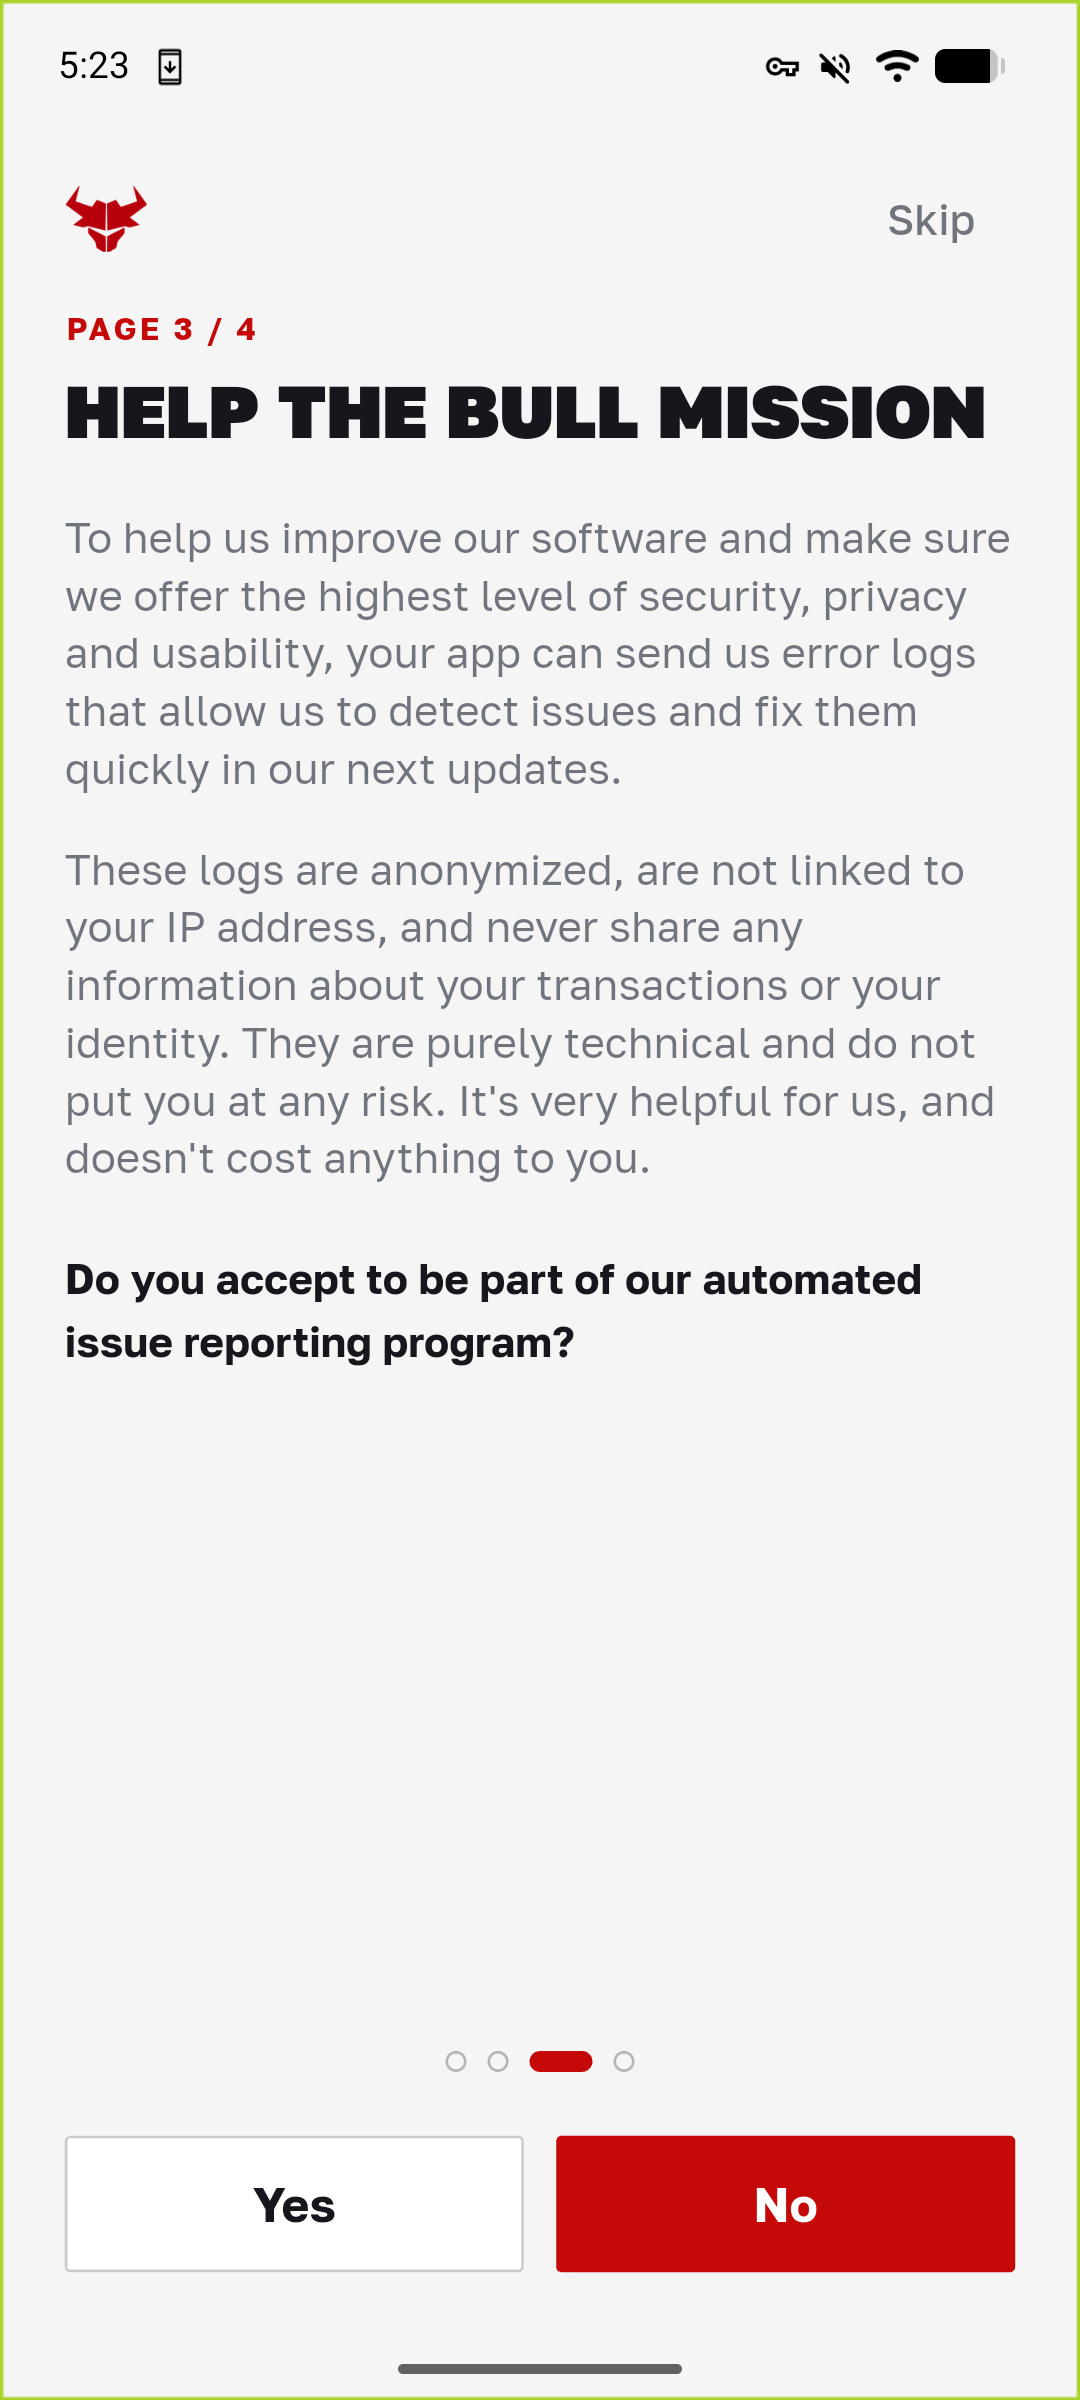 5:23
Skip
PAGE 3 / 4
HELP THE BULL MISSION
To help us improve our software and make sure
we offer the highest level of security, privacy
and usability, your app can send us error logs
that allow us to detect issues and fix them
quickly in our next updates.
These logs are anonymized, are not linked to
your IP address, and never share any
information about your transactions or your
identity. They are purely technical and do not
put you at any risk. It's very helpful for us, and
doesn't cost anything to you.
Do you accept to be part of our automated
issue reporting program?
Yes
No